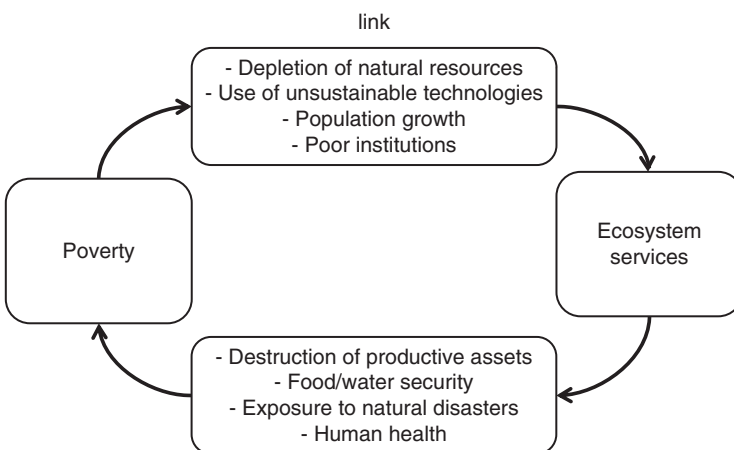 link
- Depletion of natural resources
- Use of unsustainable technologies
- Population growth
- Poor institutions
Poverty
Ecosystem
services
- Destruction of productive assets
- Food/water security
- Exposure to natural disasters
- Human health